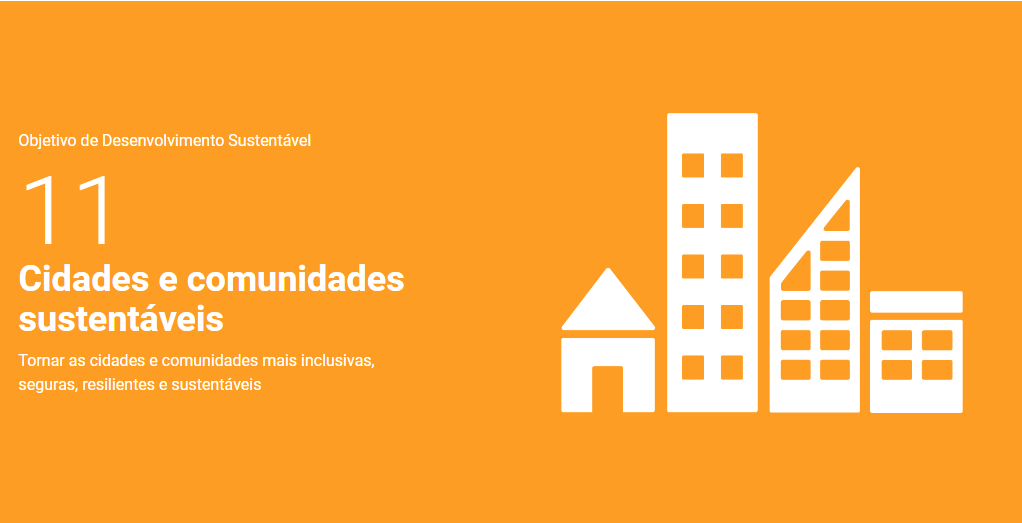 Objetivo de Desenvolvimento Sustentável
11
Cidades e comunidades
sustentáveis
Tornar as cidades e comunidades mais inclusivas,
seguras, resilientes e sustentáveis